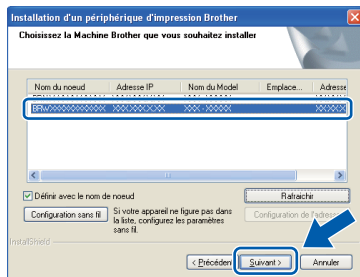 Installation d'un périphérique d'impression Brother
Choisissez la Machine Brother que vous souhaitez installer
Nom du noeud Adresse IP Nom du Model Emplace... Adresse
BRWXXXXXXXXXXXX XXX.XXX.X.XX XXX-XXXXX XX:XX:X
Définir avec le nom de noeud
Rafraichir
Configuration sans fil
Si votre appareil ne figure pas dans
la liste, configurez les paramètres
sans fil.
Configuration de l'adresse
InstallShield
< Précédent Suivant > Annuler